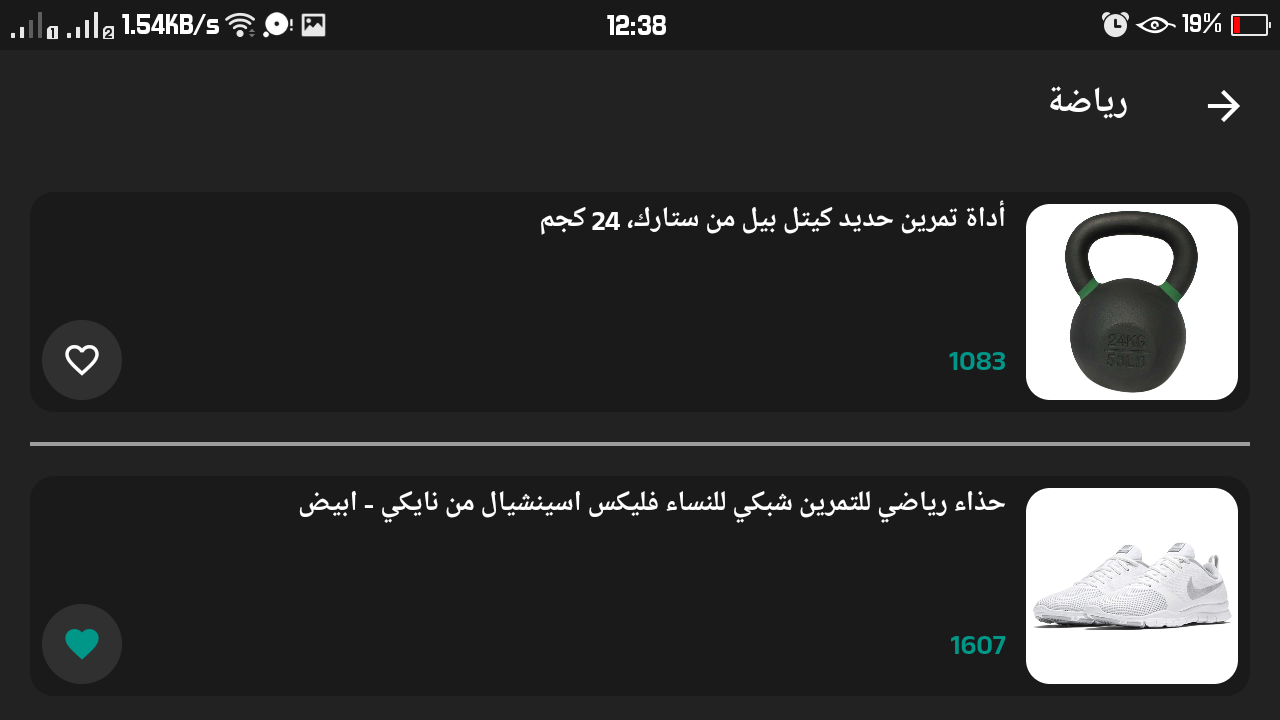 1 2 1.54KB/s 12:38 19%
رياضة
أداة تمرين حديد كيتل بيل من ستارك، 24 كجم
24KG
53LB
1083
حذاء رياضي للتمرين شبكي للنساء فليكس اسينشيال من نايكي - ابيض
1607